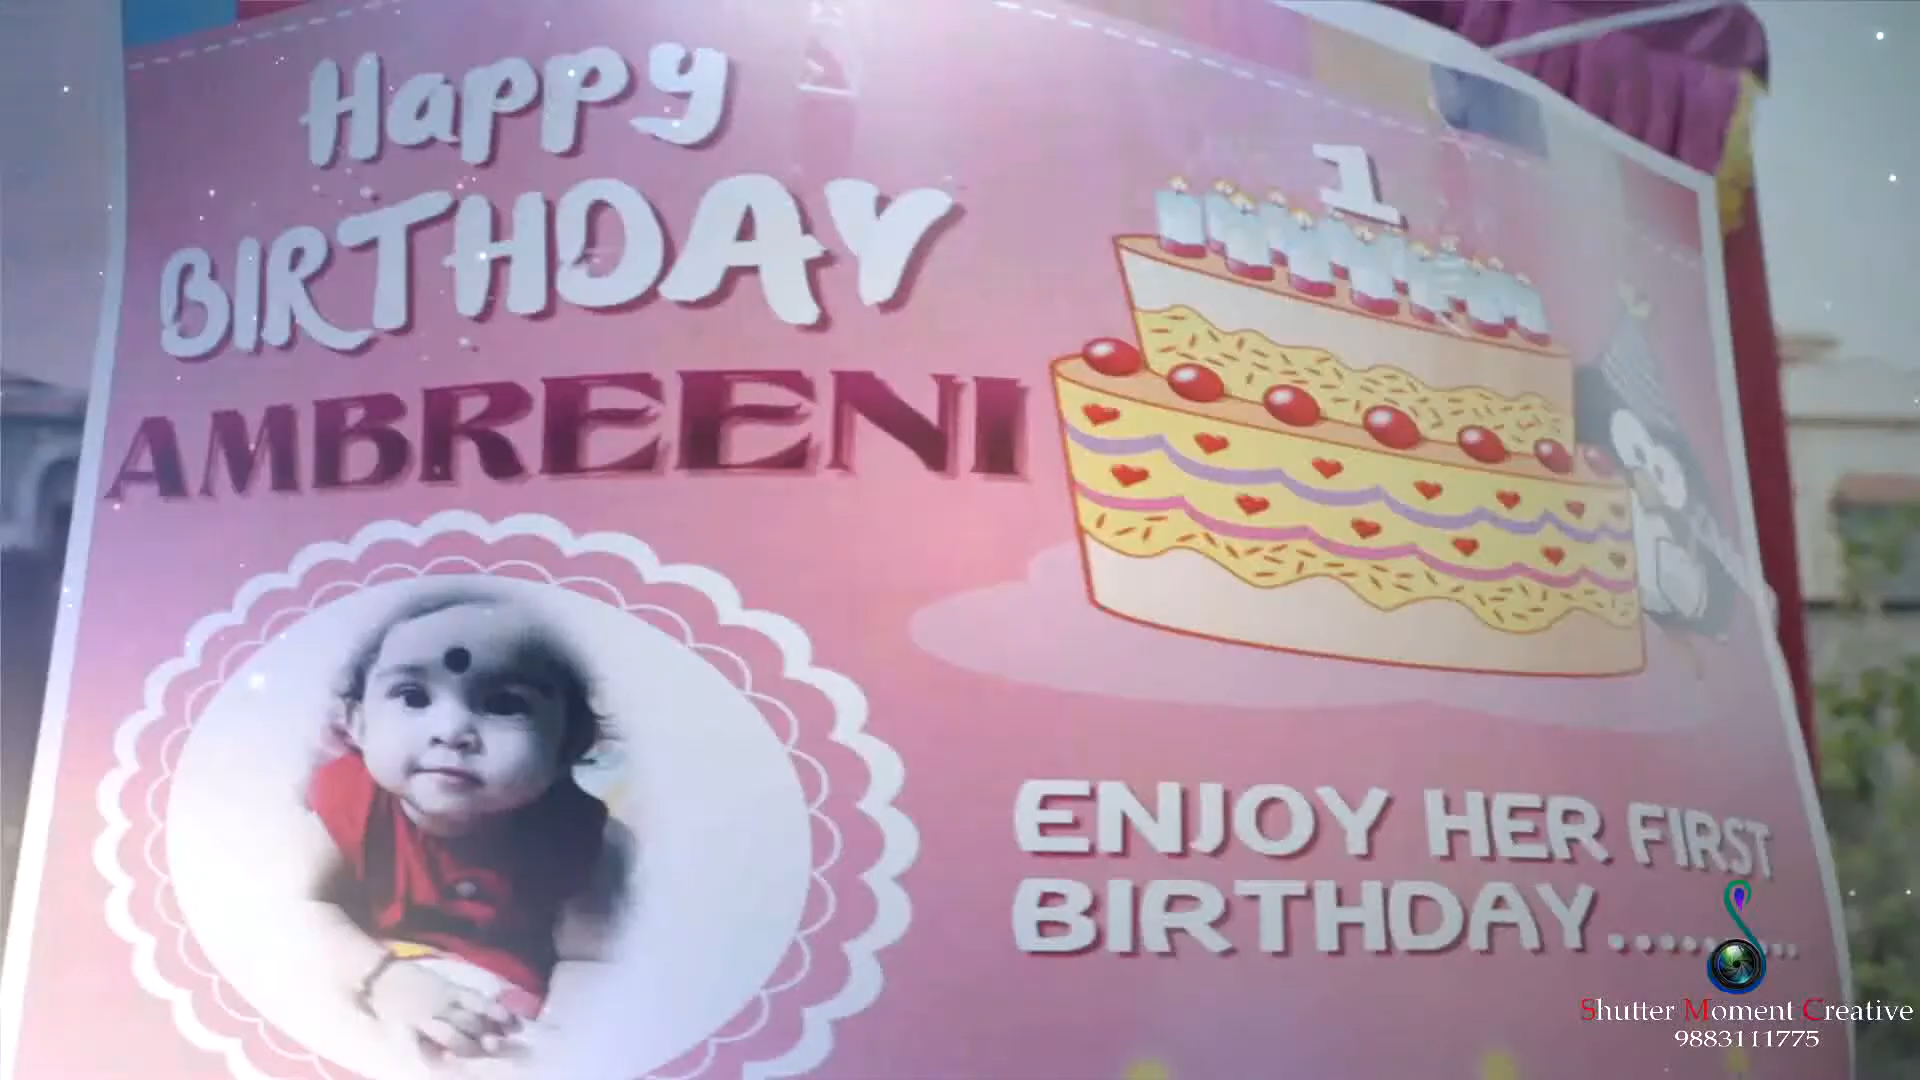 Happy
BIRTHDAY
AMBREENI
1
ENJOY HER FIRST
BIRTHDAY.........
Shutter Moment Creative
9883111775